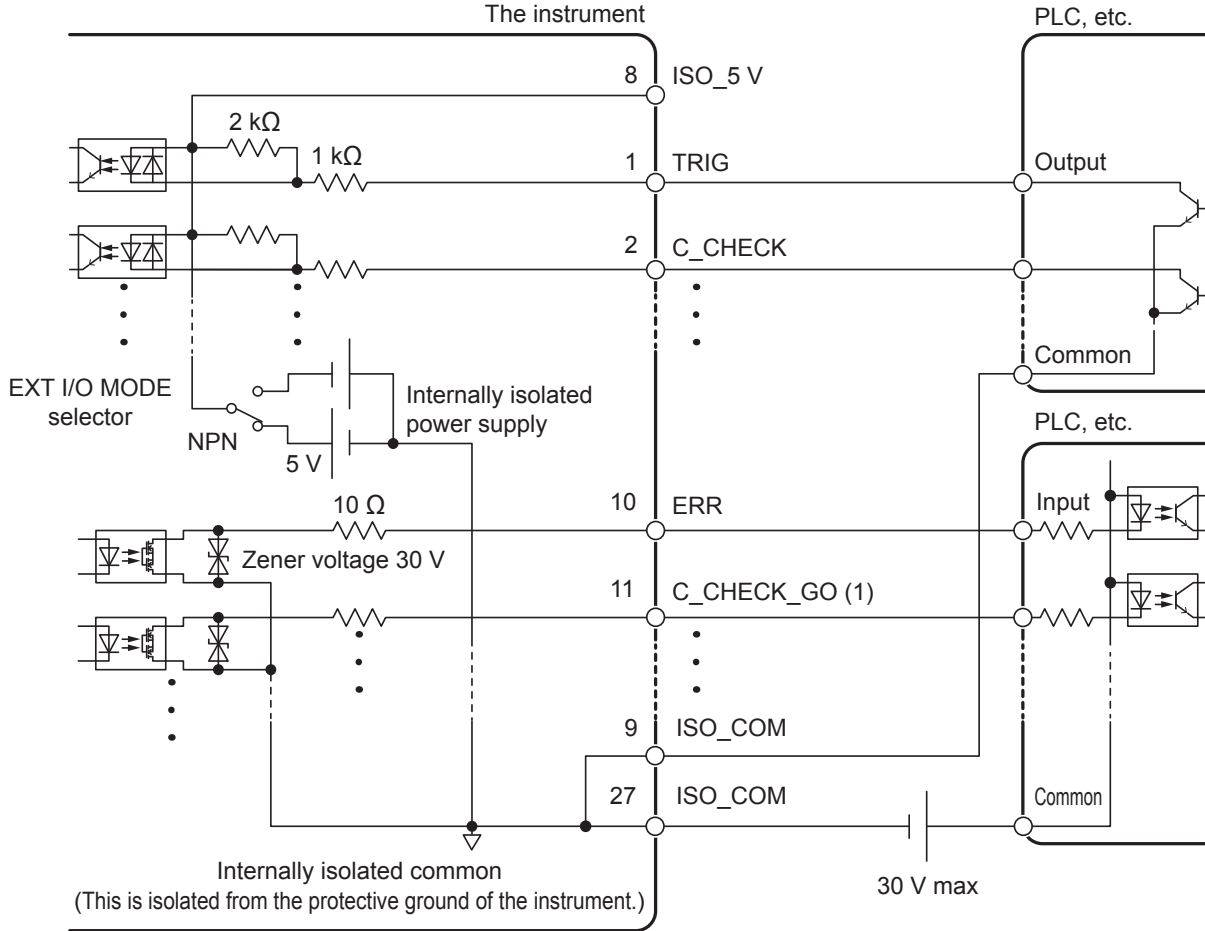 The instrument
PLC, etc.
8 ISO_5 V
2 kΩ
1 kΩ
1 TRIG
Output
2 C_CHECK
Common
EXT I/O MODE
selector
NPN
5 V
Internally isolated
power supply
PLC, etc.
10 Ω
10 ERR
Input
Zener voltage 30 V
11 C_CHECK_GO (1)
9 ISO_COM
27 ISO_COM
Common
30 V max
Internally isolated common
(This is isolated from the protective ground of the instrument.)